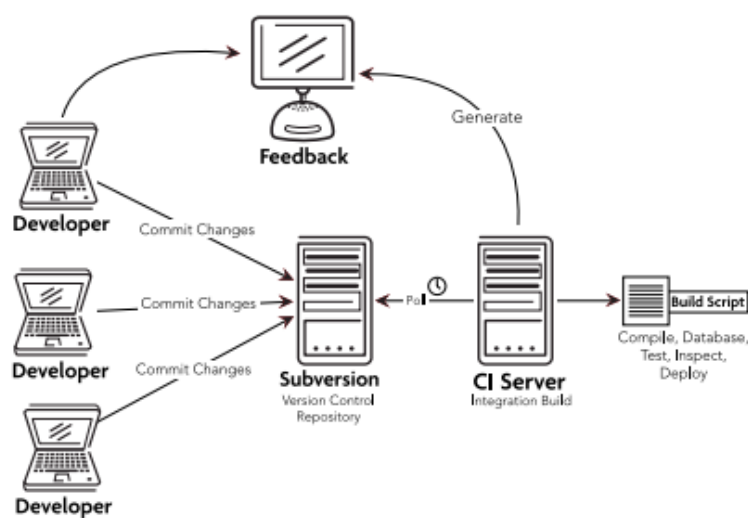 Generate
Feedback
Developer
Commit Changes
Commit Changes
Poll
Build Script
Compile, Database,
Test, Inspect,
Deploy
Developer
Commit Changes
Subversion
Version Control
Repository
CI Server
Integration Build
Developer